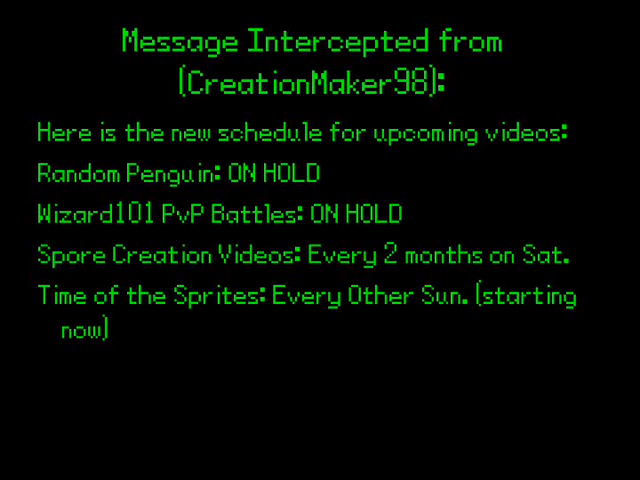 Message Intercepted from
(CreationMaker98):
Here is the new schedule for upcoming videos:
Random Penguin: ON HOLD
Wizard101 PvP Battles: ON HOLD
Spore Creation Videos: Every 2 months on Sat.
Time of the Sprites: Every Other Sun. (starting
now)